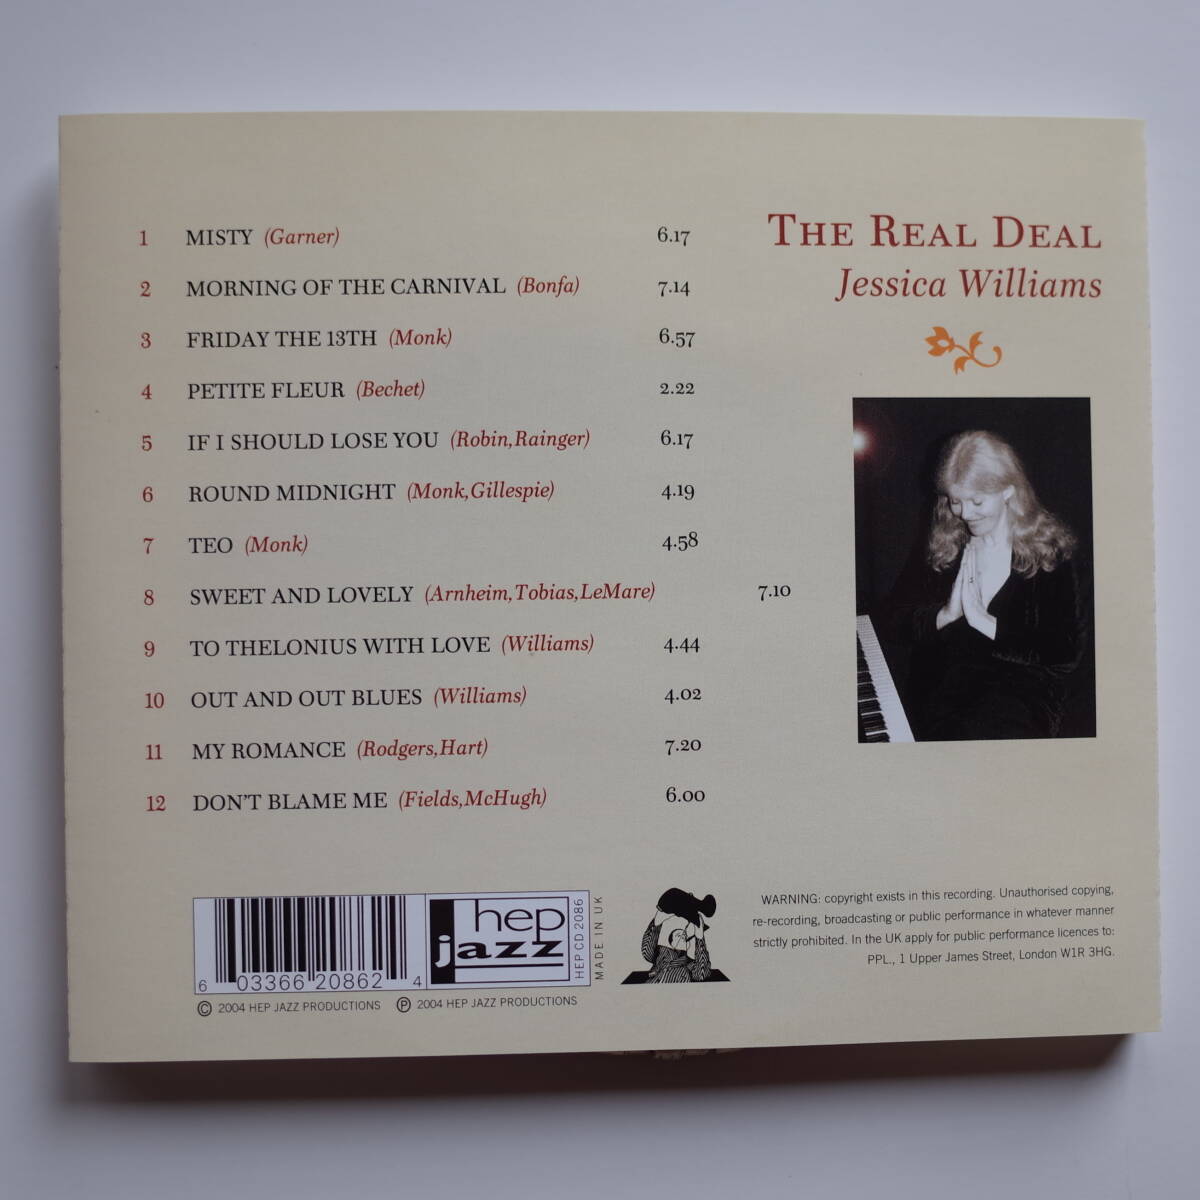 1 MISTY (Garner) 6.17
2 MORNING OF THE CARNIVAL (Bonfa) 7.14
3 FRIDAY THE 13TH (Monk) 6.57
4 PETITE FLEUR (Bechet) 2.22
5 IF I SHOULD LOSE YOU (Robin,Rainger) 6.17
6 ROUND MIDNIGHT (Monk,Gillespie) 4.19
7 TEO (Monk) 4.58
8 SWEET AND LOVELY (Arnheim,Tobias,LeMare) 7.10
9 TO THELONIUS WITH LOVE (Williams) 4.44
10 OUT AND OUT BLUES (Williams) 4.02
11 MY ROMANCE (Rodgers,Hart) 7.20
12 DON'T BLAME ME (Fields,McHugh) 6.00
THE REAL DEAL
Jessica Williams
6 03366 20862 4
hep
jazz
HEP CD 2086
MADE IN UK
© 2004 HEP JAZZ PRODUCTIONS ℗ 2004 HEP JAZZ PRODUCTIONS
WARNING: copyright exists in this recording. Unauthorised copying,
re-recording, broadcasting or public performance in whatever manner
strictly prohibited. In the UK apply for public performance licences to:
PPL., 1 Upper James Street, London W1R 3HG.